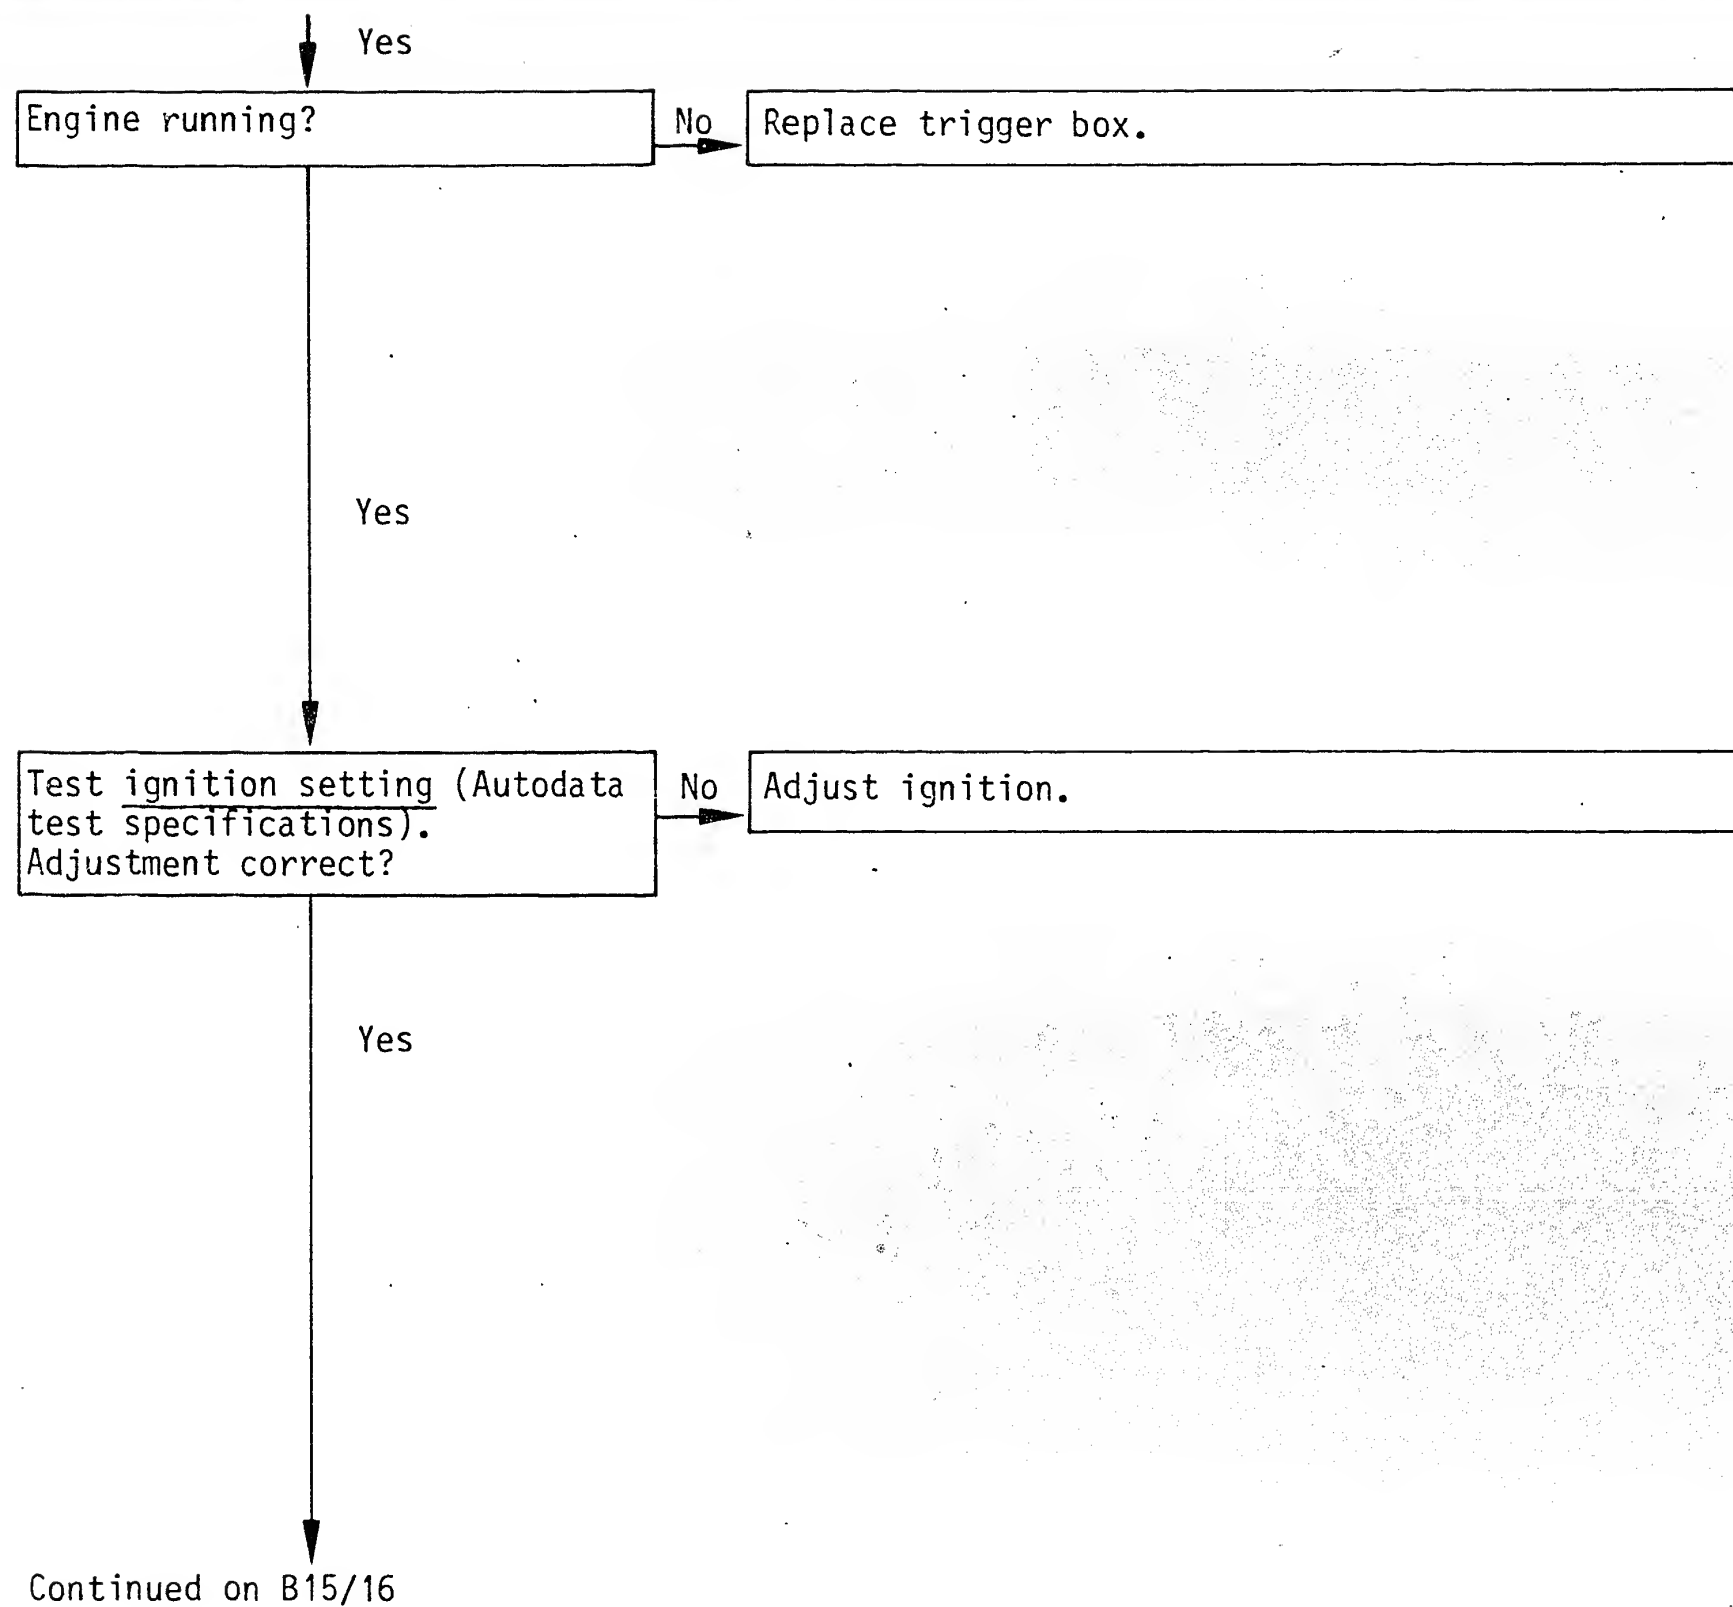 Yes
Engine running?
No
Replace trigger box.
Yes
Test ignition setting (Autodata
test specifications).
Adjustment correct?
No
Adjust ignition.
Yes
Continued on B15/16